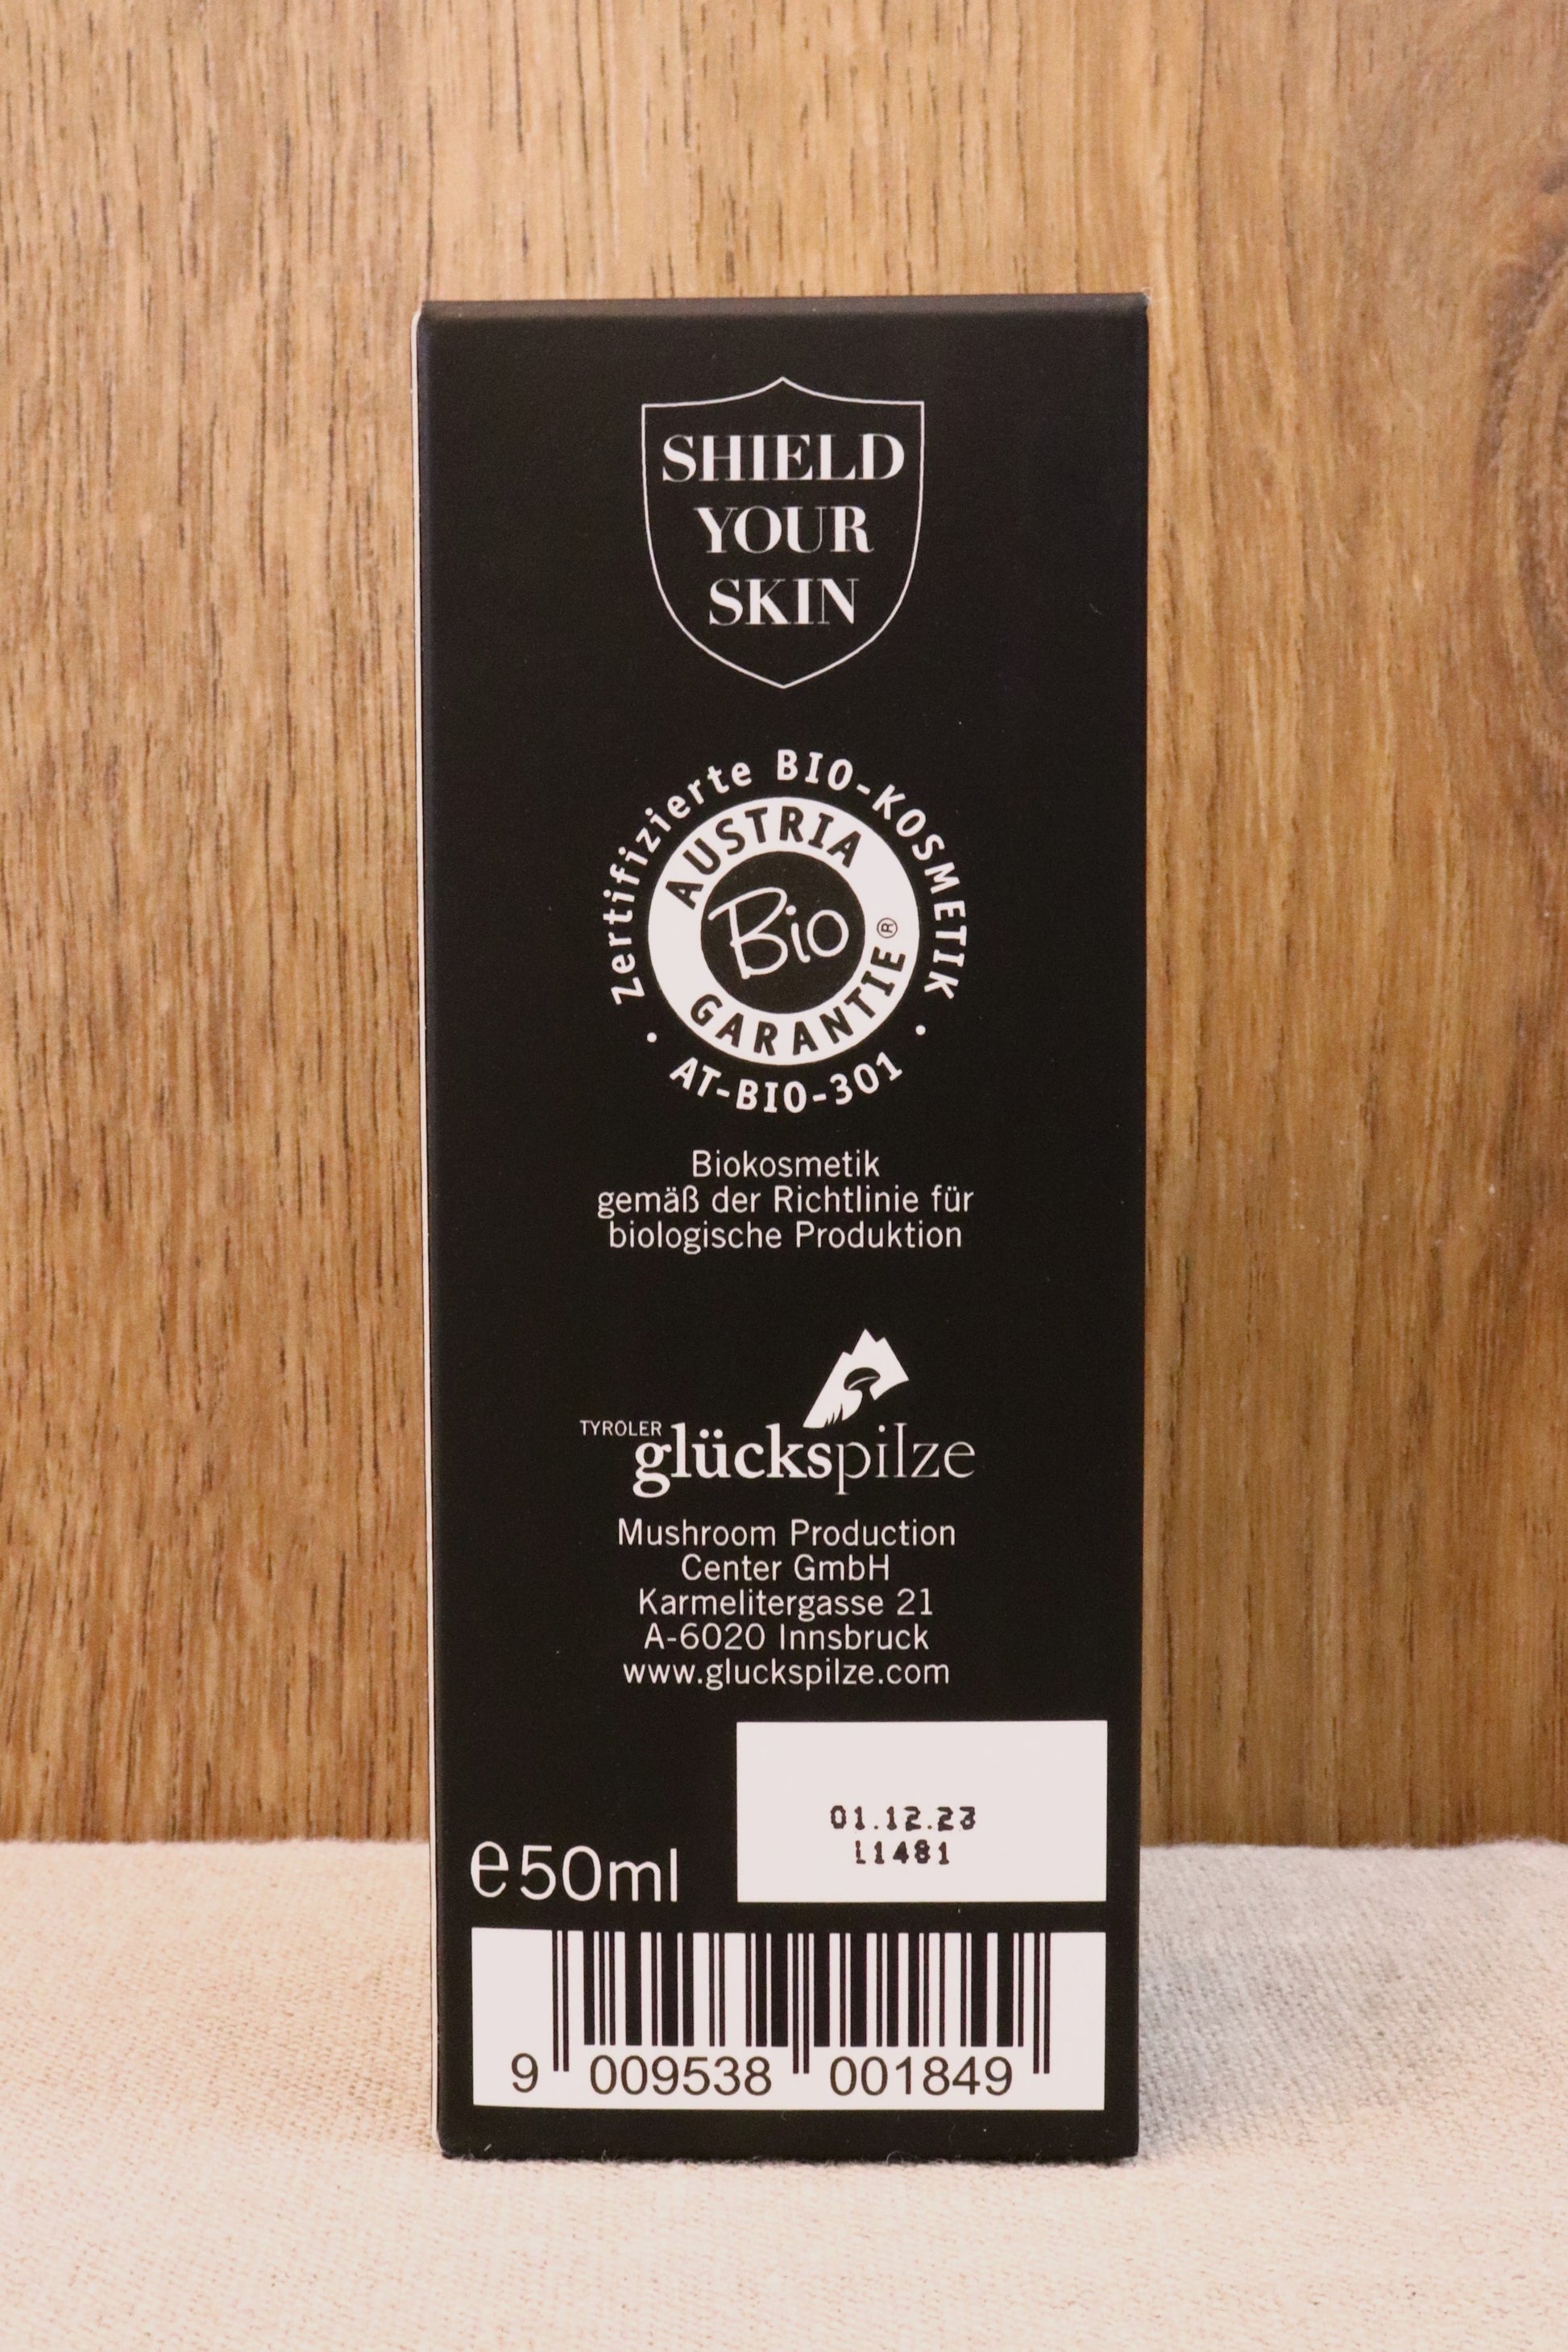 SHIELD
YOUR
SKIN
Zertifizierte BIO-KOSMETIK
AUSTRIA
Bio
GARANTIE®
· AT-BIO-301 ·
Biokosmetik
gemäß der Richtlinie für
biologische Produktion
TYROLER
glückspilze
Mushroom Production
Center GmbH
Karmelitergasse 21
A-6020 Innsbruck
www.gluckspilze.com
01.12.23
L1481
℮50ml
9 009538 001849